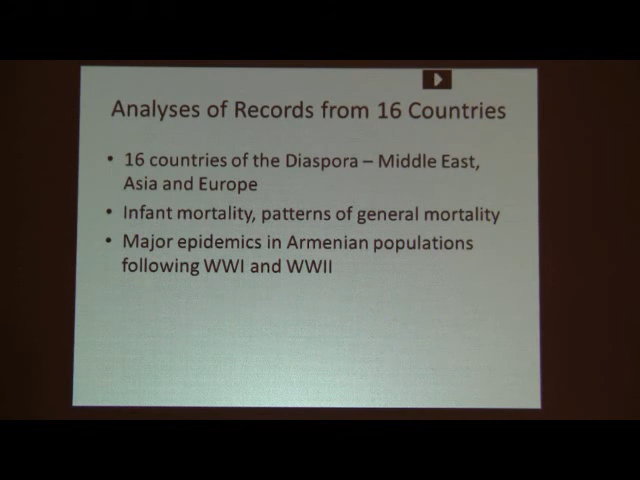 Analyses of Records from 16 Countries
• 16 countries of the Diaspora – Middle East,
Asia and Europe
• Infant mortality, patterns of general mortality
• Major epidemics in Armenian populations
following WWI and WWII